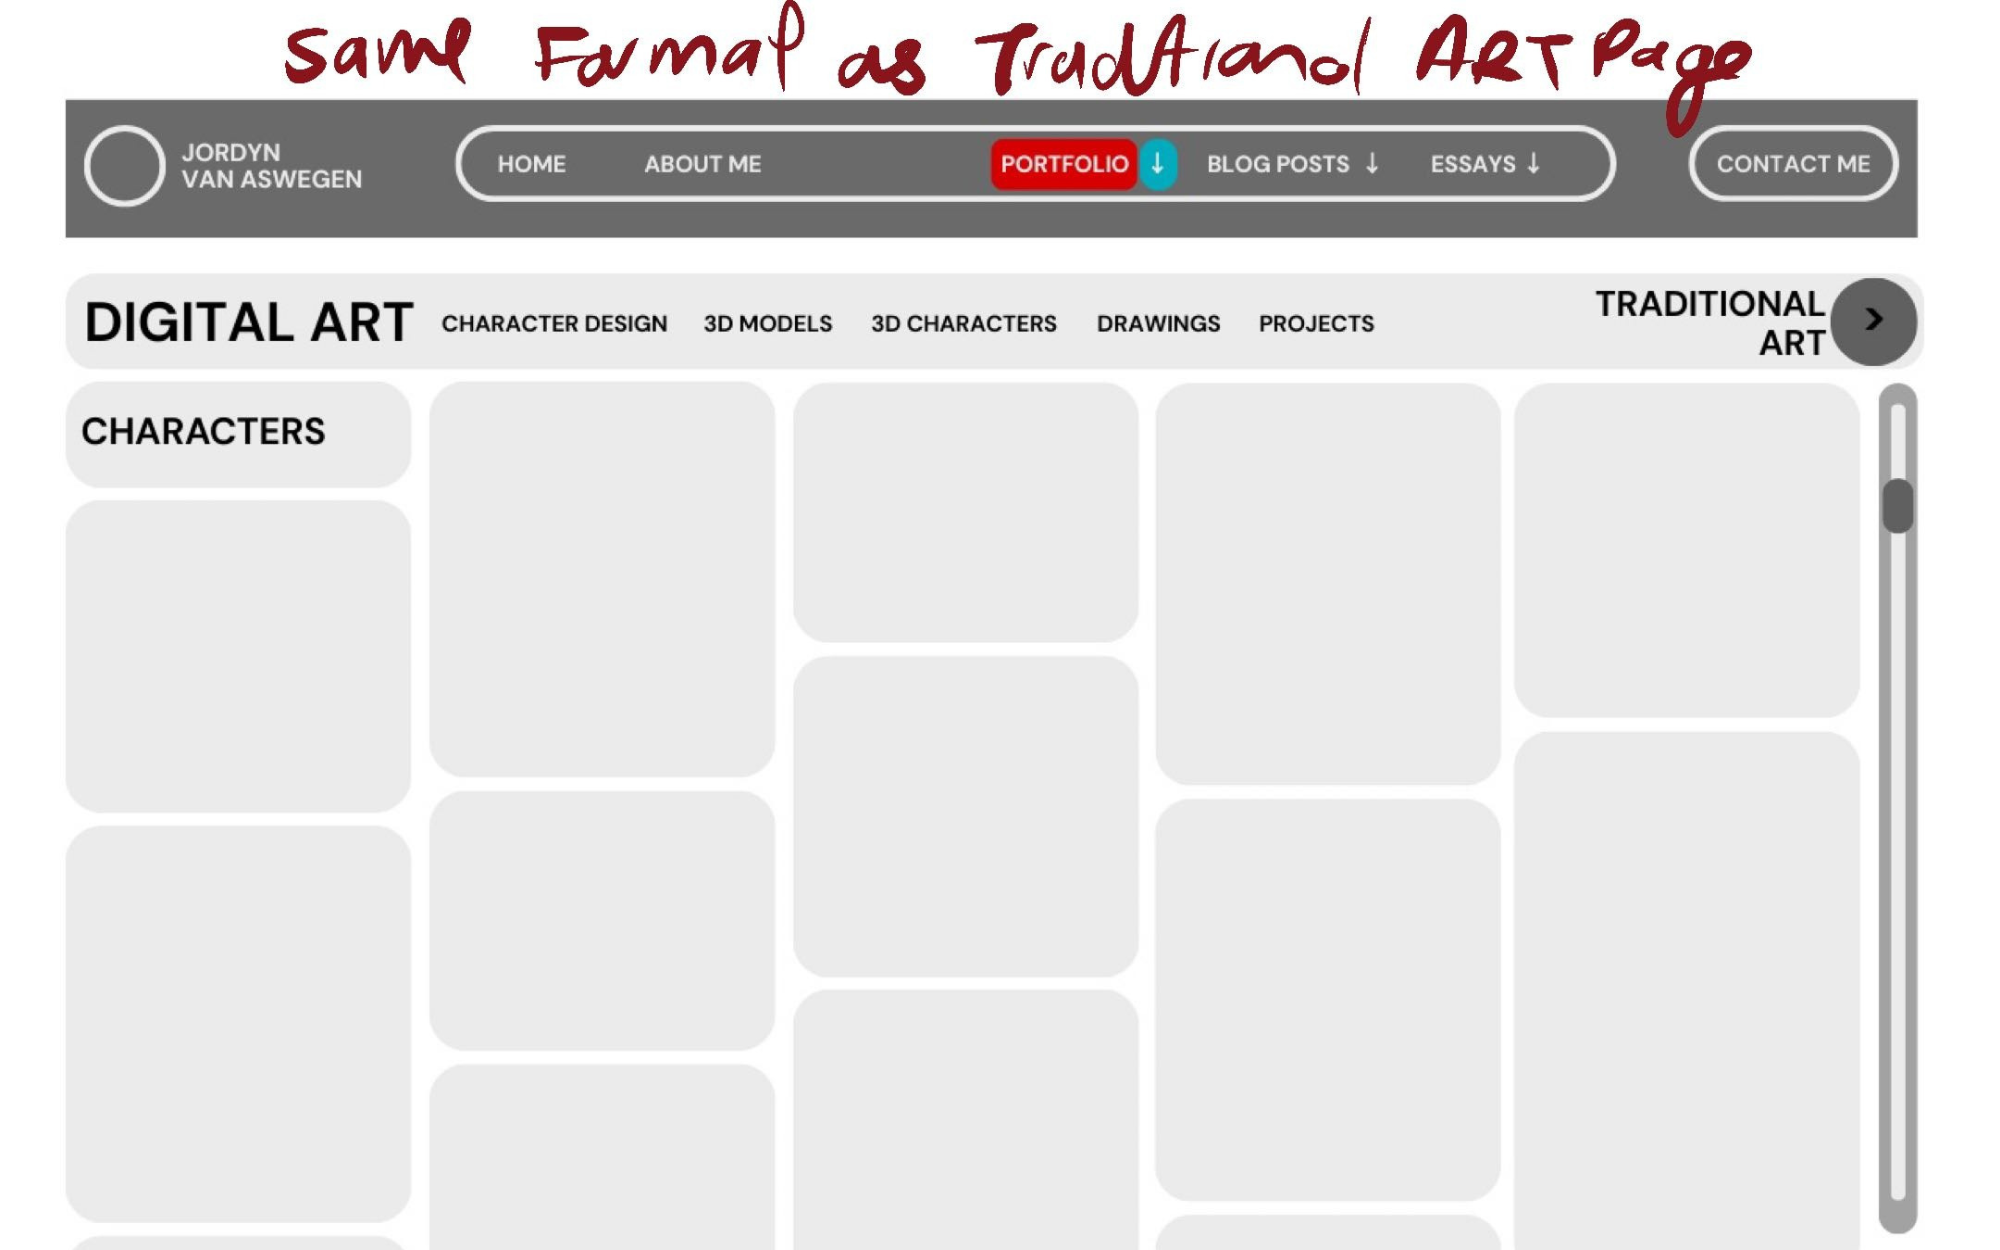 Same Format as Traditional ART Page
JORDYN
VAN ASWEGEN
HOME ABOUT ME PORTFOLIO ↓ BLOG POSTS ↓ ESSAYS ↓
CONTACT ME
DIGITAL ART CHARACTER DESIGN 3D MODELS 3D CHARACTERS DRAWINGS PROJECTS
TRADITIONAL
ART >
CHARACTERS